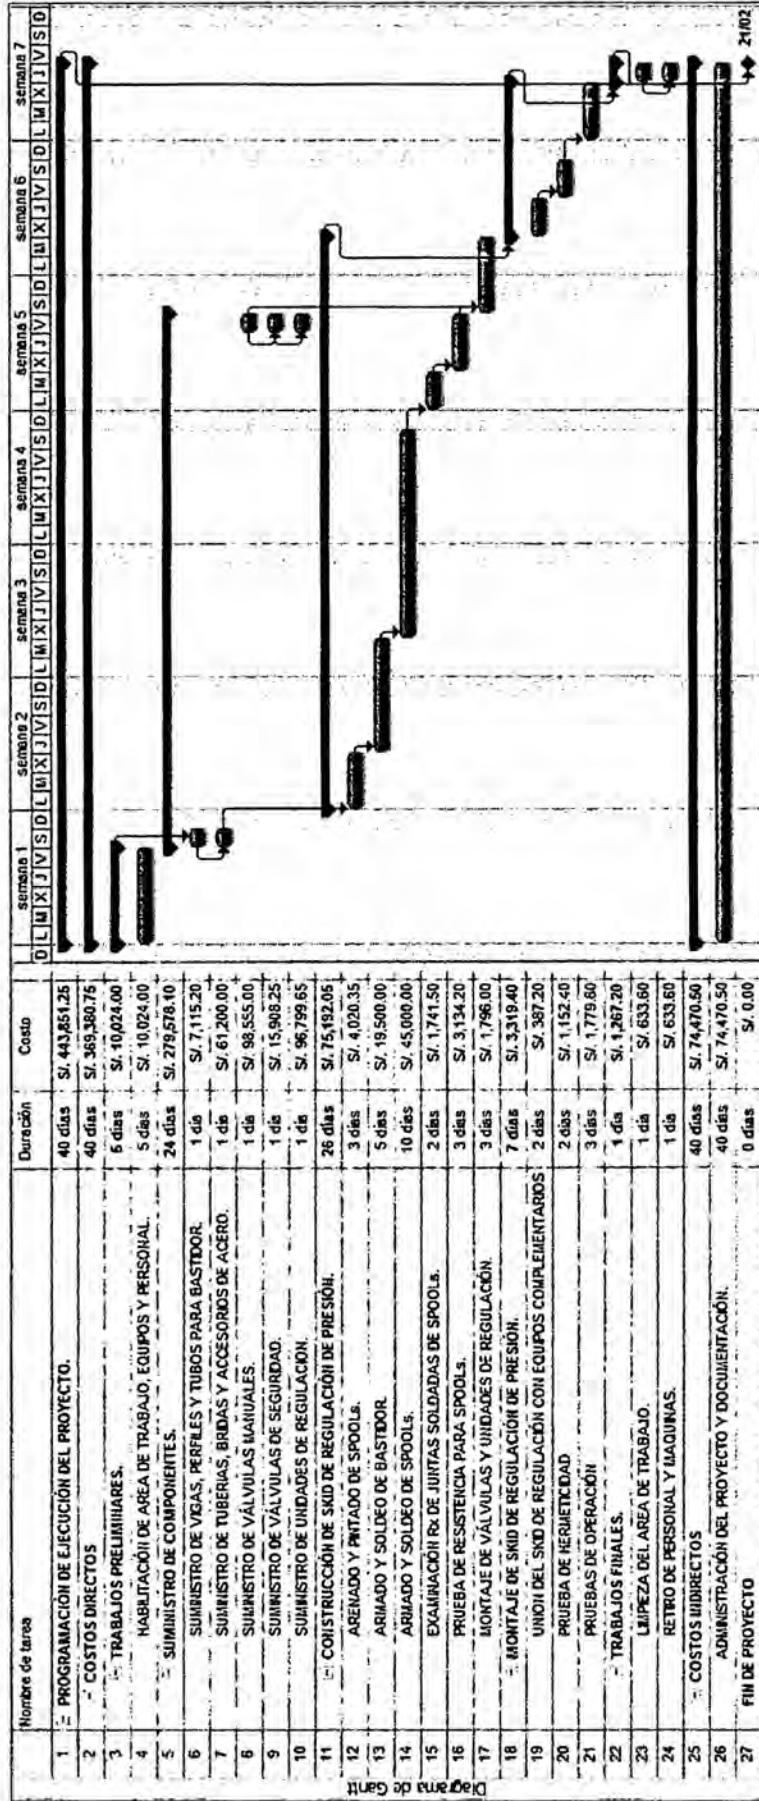 Diagrama de Gantt
Nombre de tarea Duración Costo
semana 1 semana 2 semana 3 semana 4 semana 5 semana 6 semana 7
D L M X J V S D L M X J V S D L M X J V S D L M X J V S D L M X J V S D L M X J V S D L M X J V S D
1 PROGRAMACIÓN DE EJECUCIÓN DEL PROYECTO. 40 días S/. 443,851.25
2 COSTOS DIRECTOS 40 días S/. 369,380.75
3 TRABAJOS PRELIMINARES. 5 días S/. 10,024.00
4 HABILITACIÓN DE AREA DE TRABAJO, EQUIPOS Y PERSONAL. 5 días S/. 10,024.00
5 SUMINISTRO DE COMPONENTES. 24 días S/. 279,578.10
6 SUMINISTRO DE VIGAS, PERFILES Y TUBOS PARA BASTIDOR. 1 día S/. 7,115.20
7 SUMINISTRO DE TUBERIAS, BRIDAS Y ACCESORIOS DE ACERO. 1 día S/. 61,200.00
8 SUMINISTRO DE VÁLVULAS MANUALES. 1 día S/. 98,555.00
9 SUMINISTRO DE VÁLVULAS DE SEGURIDAD. 1 día S/. 15,908.25
10 SUMINISTRO DE UNIDADES DE REGULACIÓN. 1 día S/. 96,799.65
11 CONSTRUCCIÓN DE SKID DE REGULACIÓN DE PRESIÓN. 26 días S/. 75,192.05
12 ARENADO Y PINTADO DE SPOOLs. 3 días S/. 4,020.35
13 ARMADO Y SOLDEO DE BASTIDOR. 5 días S/. 19,500.00
14 ARMADO Y SOLDEO DE SPOOLs. 10 días S/. 45,000.00
15 EXAMINACIÓN Rx DE JUNTAS SOLDADAS DE SPOOLs. 2 días S/. 1,741.50
16 PRUEBA DE RESISTENCIA PARA SPOOLs. 3 días S/. 3,134.20
17 MONTAJE DE VÁLVULAS Y UNIDADES DE REGULACIÓN. 3 días S/. 1,796.00
18 MONTAJE DE SKID DE REGULACIÓN DE PRESIÓN. 7 días S/. 3,319.40
19 UNION DEL SKID DE REGULACIÓN CON EQUIPOS COMPLEMENTARIOS 2 días S/. 387.20
20 PRUEBA DE HERMETICIDAD 2 días S/. 1,152.40
21 PRUEBAS DE OPERACIÓN 3 días S/. 1,779.80
22 TRABAJOS FINALES. 1 día S/. 1,267.20
23 LIMPEZA DEL AREA DE TRABAJO. 1 día S/. 633.60
24 RETIRO DE PERSONAL Y MAQUINAS. 1 día S/. 633.60
25 COSTOS INDIRECTOS 40 días S/. 74,470.50
26 ADMINISTRACIÓN DEL PROYECTO Y DOCUMENTACIÓN. 40 días S/. 74,470.50
27 FIN DE PROYECTO 0 días S/. 0.00
21/02